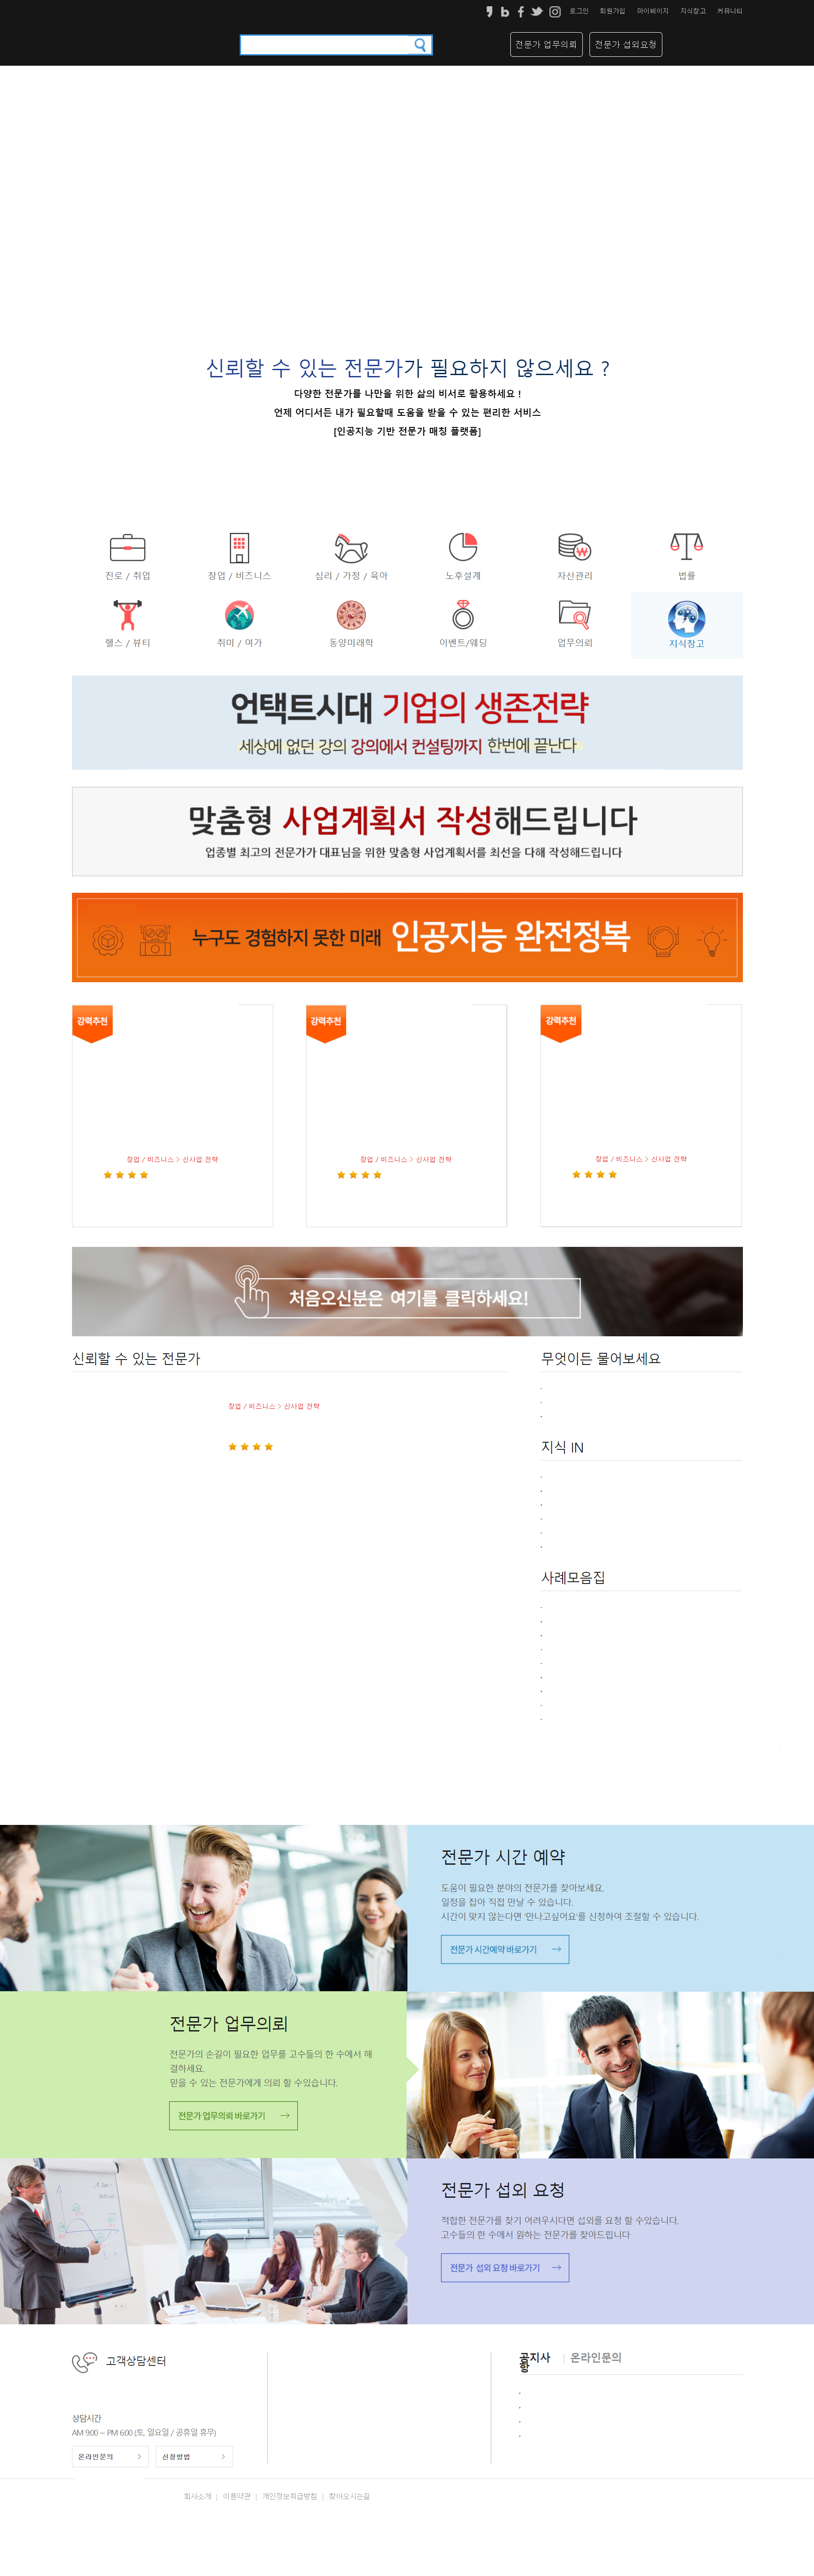 로그인 회원가입 마이페이지 지식창고 커뮤니티
전문가 업무의뢰 전문가 섭외요청
신뢰할 수 있는 전문가가 필요하지 않으세요 ?
다양한 전문가를 나만을 위한 삶의 비서로 활용하세요 !
언제 어디서든 내가 필요할때 도움을 받을 수 있는 편리한 서비스
[인공지능 기반 전문가 매칭 플랫폼]
진로 / 취업 창업 / 비즈니스 심리 / 가정 / 육아 노후설계 자산관리 법률
헬스 / 뷰티 취미 / 여가 동양미래학 이벤트/웨딩 업무의뢰 지식창고
언택트시대 기업의 생존전략
세상에 없던 강의 강의에서 컨설팅까지 한번에 끝난다
맞춤형 사업계획서 작성해드립니다
업종별 최고의 전문가가 대표님을 위한 맞춤형 사업계획서를 최선을 다해 작성해드립니다
누구도 경험하지 못한 미래 인공지능 완전정복
강력추천 강력추천 강력추천
창업 / 비즈니스 > 신사업 전략 창업 / 비즈니스 > 신사업 전략 창업 / 비즈니스 > 신사업 전략
처음오신분은 여기를 클릭하세요!
신뢰할 수 있는 전문가
창업 / 비즈니스 > 신사업 전략
무엇이든 물어보세요
지식 IN
사례모음집
전문가 시간 예약
도움이 필요한 분야의 전문가를 찾아보세요.
일정을 잡아 직접 만날 수 있습니다.
시간이 맞지 않는다면 '만나고싶어요'를 신청하여 조절할 수 있습니다.
전문가 시간예약 바로가기 →
전문가 업무의뢰
전문가의 손길이 필요한 업무를 고수들의 한 수에서 해
결하세요.
믿을 수 있는 전문가에게 의뢰 할 수있습니다.
전문가 업무의뢰 바로가기 →
전문가 섭외 요청
적합한 전문가를 찾기 어려우시다면 섭외를 요청 할 수있습니다.
고수들의 한 수에서 원하는 전문가를 찾아드립니다
전문가 섭외 요청 바로가기 →
고객상담센터
상담시간
AM 9:00 ~ PM 6:00 (토, 일요일 / 공휴일 휴무)
온라인문의 > 산정방법 >
공지사
항
| 온라인문의
회사소개 | 이용약관 | 개인정보취급방침 | 찾아오시는길